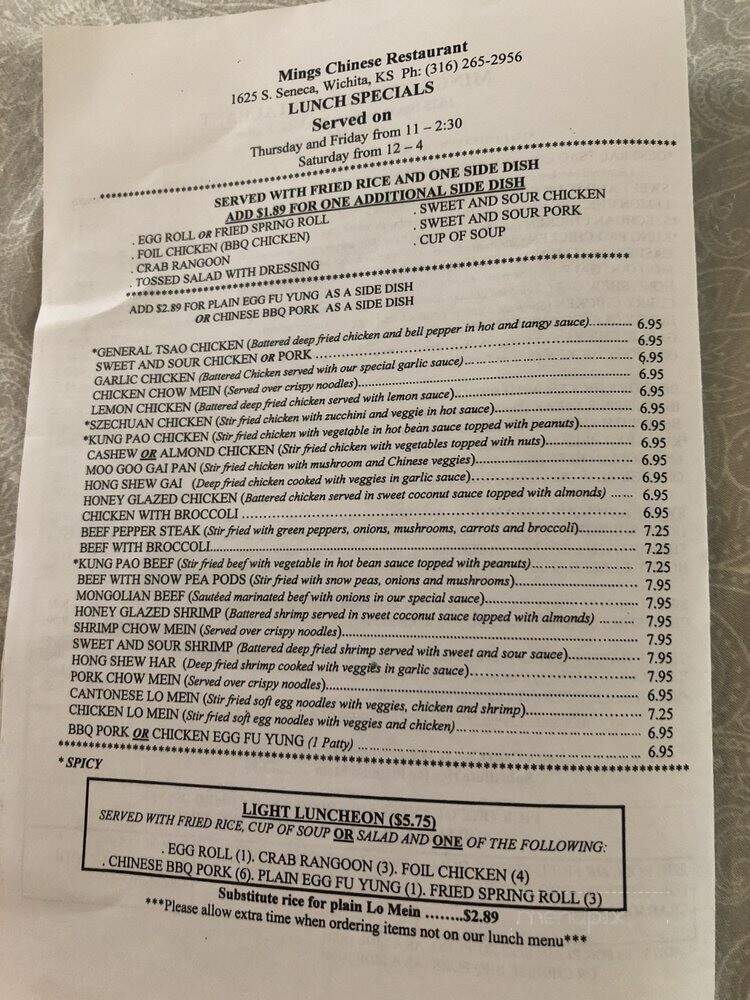 Mings Chinese Restaurant
1625 S. Seneca, Wichita, KS Ph: (316) 265-2956
LUNCH SPECIALS
Served on
Thursday and Friday from 11 – 2:30
Saturday from 12 – 4
SERVED WITH FRIED RICE AND ONE SIDE DISH
ADD $1.89 FOR ONE ADDITIONAL SIDE DISH
. EGG ROLL OR FRIED SPRING ROLL
. FOIL CHICKEN (BBQ CHICKEN)
. CRAB RANGOON
. TOSSED SALAD WITH DRESSING
. SWEET AND SOUR CHICKEN
. SWEET AND SOUR PORK
. CUP OF SOUP
ADD $2.89 FOR PLAIN EGG FU YUNG AS A SIDE DISH
OR CHINESE BBQ PORK AS A SIDE DISH
*GENERAL TSAO CHICKEN (Battered deep fried chicken and bell pepper in hot and tangy sauce)........... 6.95
SWEET AND SOUR CHICKEN OR PORK ........... 6.95
GARLIC CHICKEN (Battered Chicken served with our special garlic sauce)........... 6.95
CHICKEN CHOW MEIN (Served over crispy noodles)........... 6.95
LEMON CHICKEN (Battered deep fried chicken served with lemon sauce)........... 6.95
*SZECHUAN CHICKEN (Stir fried chicken with zucchini and veggie in hot sauce)........... 6.95
*KUNG PAO CHICKEN (Stir fried chicken with vegetable in hot bean sauce topped with peanuts)........... 6.95
CASHEW OR ALMOND CHICKEN (Stir fried chicken with vegetables topped with nuts)........... 6.95
MOO GOO GAI PAN (Stir fried chicken with mushroom and Chinese veggies)........... 6.95
HONG SHEW GAI (Deep fried chicken cooked with veggies in garlic sauce)........... 6.95
HONEY GLAZED CHICKEN (Battered chicken served in sweet coconut sauce topped with almonds) ...... 6.95
CHICKEN WITH BROCCOLI ........... 6.95
BEEF PEPPER STEAK (Stir fried with green peppers, onions, mushrooms, carrots and broccoli)........... 7.25
BEEF WITH BROCCOLI........... 7.25
*KUNG PAO BEEF (Stir fried beef with vegetable in hot bean sauce topped with peanuts)........... 7.25
BEEF WITH SNOW PEA PODS (Stir fried with snow peas, onions and mushrooms)........... 7.95
MONGOLIAN BEEF (Sautéed marinated beef with onions in our special sauce)........... 7.95
HONEY GLAZED SHRIMP (Battered shrimp served in sweet coconut sauce topped with almonds) ......... 7.95
SHRIMP CHOW MEIN (Served over crispy noodles)........... 7.95
SWEET AND SOUR SHRIMP (Battered deep fried shrimp served with sweet and sour sauce)........... 7.95
HONG SHEW HAR (Deep fried shrimp cooked with veggies in garlic sauce)........... 7.95
PORK CHOW MEIN (Served over crispy noodles)........... 6.95
CANTONESE LO MEIN (Stir fried soft egg noodles with veggies, chicken and shrimp)........... 7.25
CHICKEN LO MEIN (Stir fried soft egg noodles with veggies and chicken)........... 6.95
BBQ PORK OR CHICKEN EGG FU YUNG (1 Patty) ........... 6.95
* SPICY
LIGHT LUNCHEON ($5.75)
SERVED WITH FRIED RICE, CUP OF SOUP OR SALAD AND ONE OF THE FOLLOWING:
. EGG ROLL (1). CRAB RANGOON (3). FOIL CHICKEN (4)
. CHINESE BBQ PORK (6). PLAIN EGG FU YUNG (1). FRIED SPRING ROLL (3)
Substitute rice for plain Lo Mein ........$2.89
***Please allow extra time when ordering items not on our lunch menu***